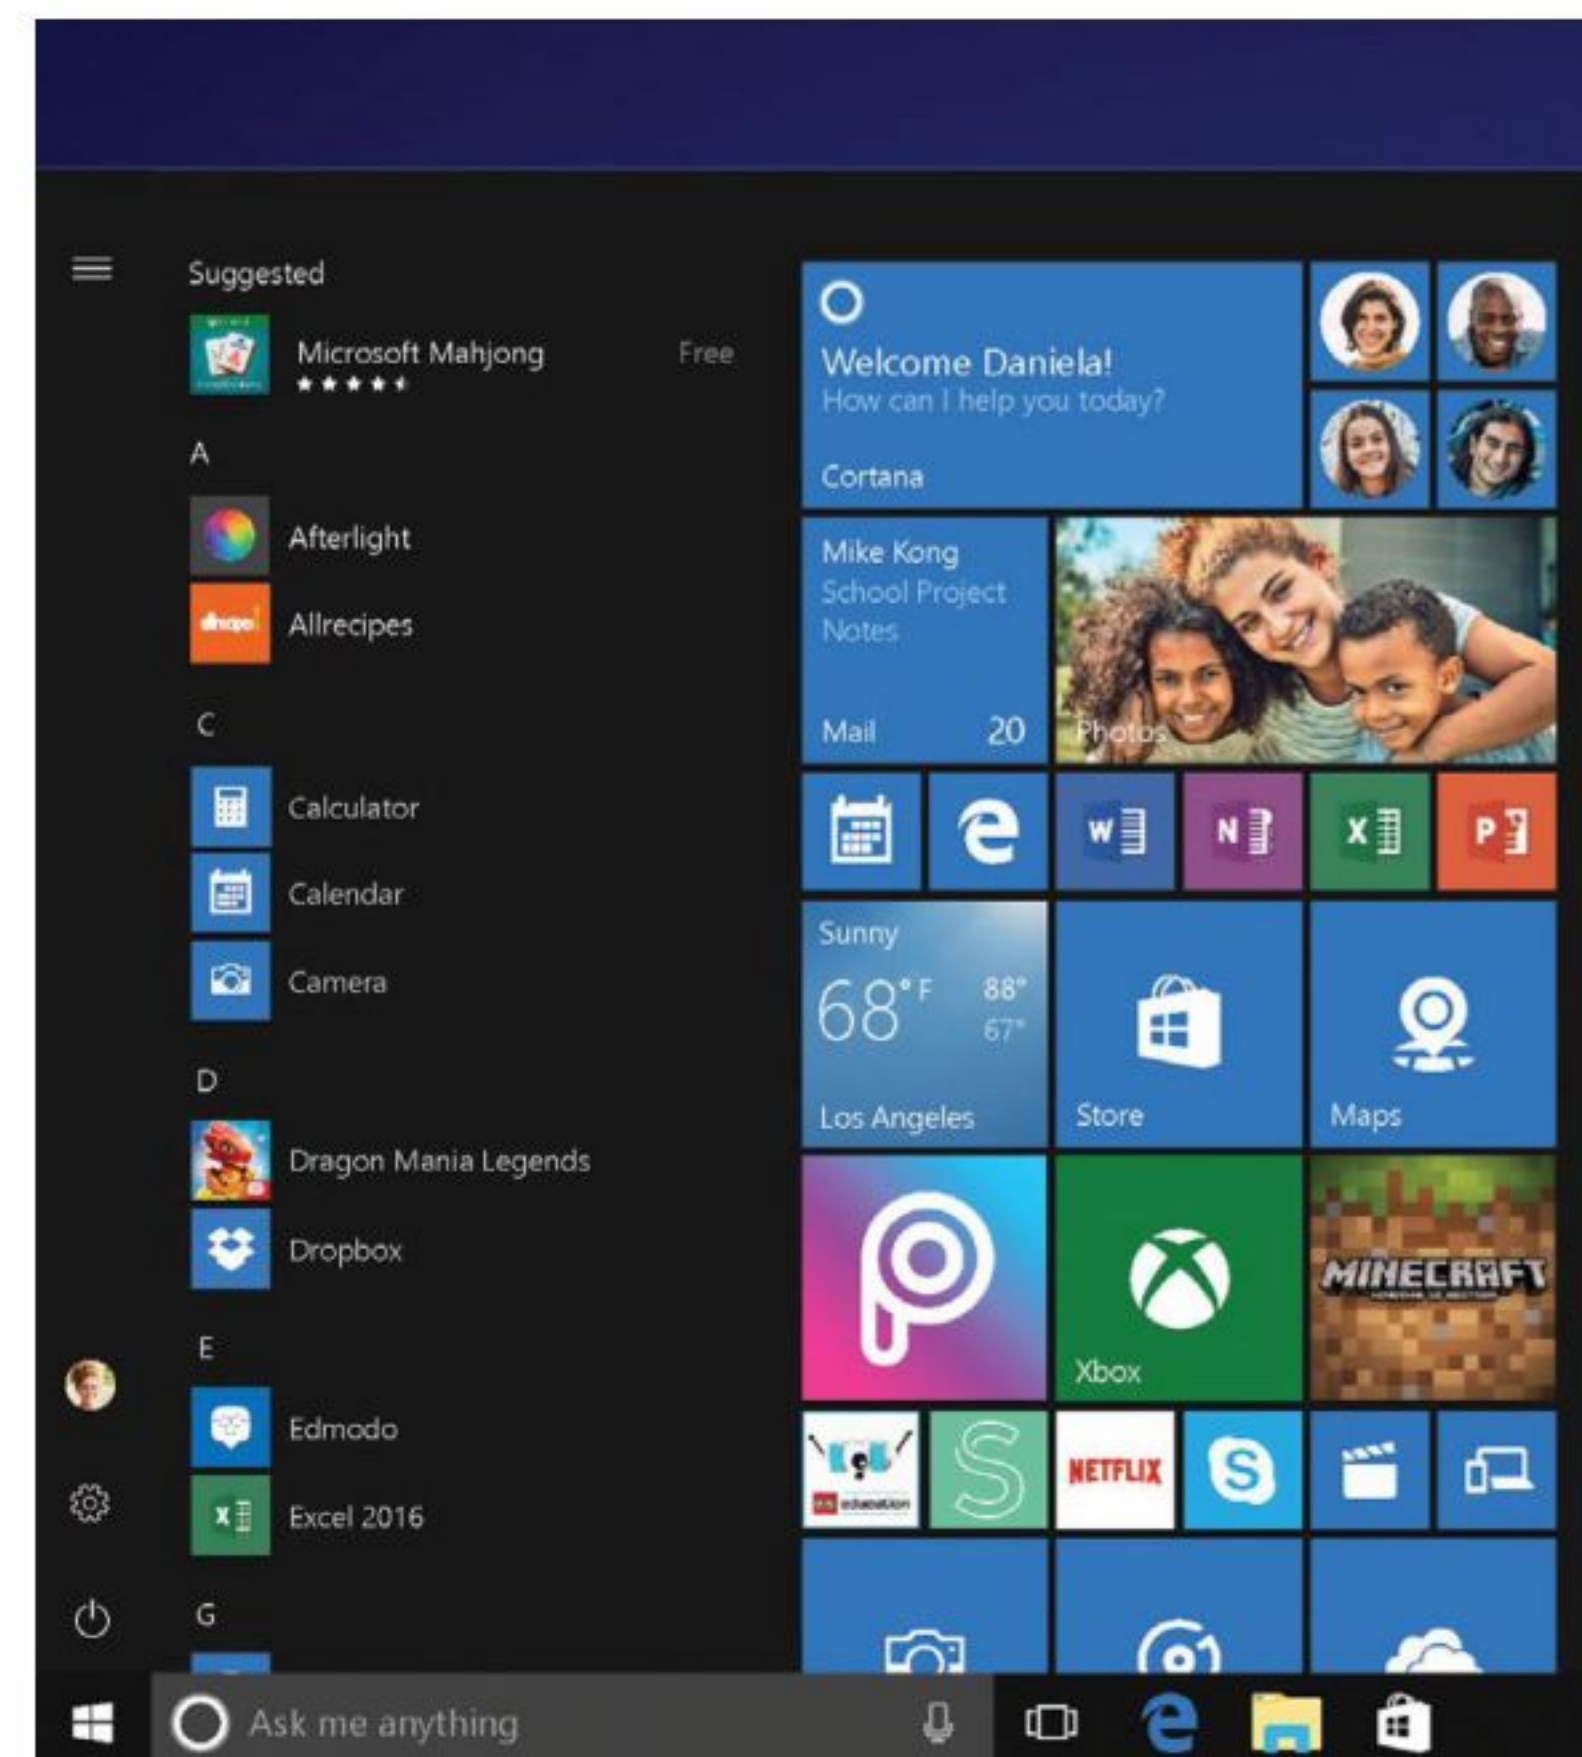 Suggested
Microsoft Mahjong
Free
A
Afterlight
Allrecipes
C
Calculator
Calendar
Camera
D
Dragon Mania Legends
Dropbox
E
Edmodo
Excel 2016
G
Welcome Daniela!
How can I help you today?
Cortana
Mike Kong
School Project
Notes
Mail 20
Photos
W
N
X
P
Sunny
68°F 88°
67°
Los Angeles
Store
Maps
Xbox
MINECRAFT
education
S
NETFLIX
S
Ask me anything